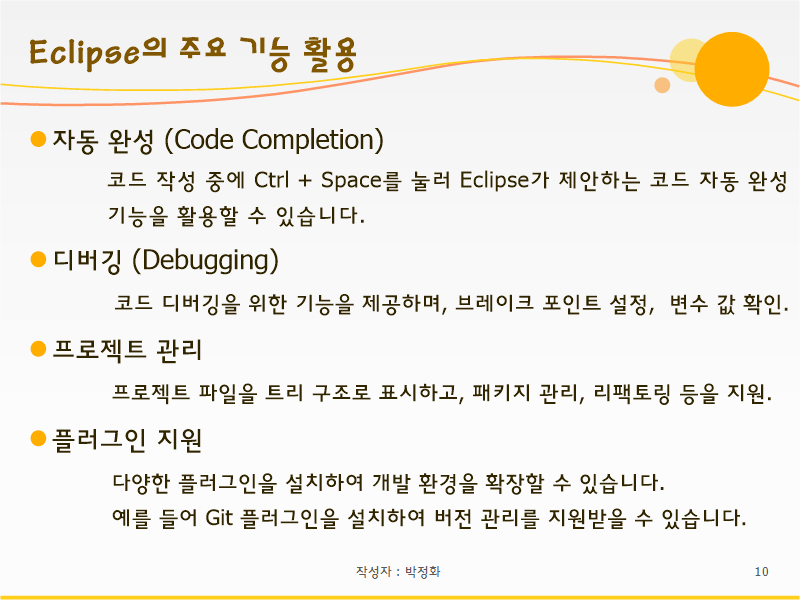 Eclipse의 주요 기능 활용
자동 완성 (Code Completion)
코드 작성 중에 Ctrl + Space를 눌러 Eclipse가 제안하는 코드 자동 완성
기능을 활용할 수 있습니다.
디버깅 (Debugging)
코드 디버깅을 위한 기능을 제공하며, 브레이크 포인트 설정, 변수 값 확인.
프로젝트 관리
프로젝트 파일을 트리 구조로 표시하고, 패키지 관리, 리팩토링 등을 지원.
플러그인 지원
다양한 플러그인을 설치하여 개발 환경을 확장할 수 있습니다.
예를 들어 Git 플러그인을 설치하여 버전 관리를 지원받을 수 있습니다.
작성자 : 박정화
10